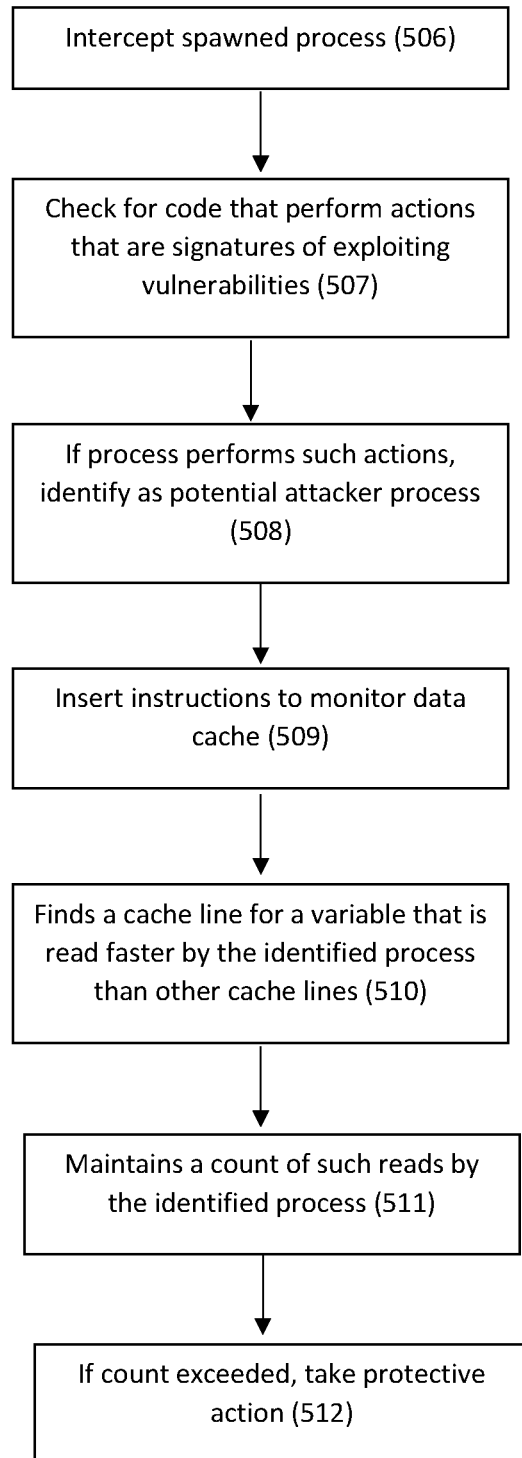 Intercept spawned process (506)
Check for code that perform actions
that are signatures of exploiting
vulnerabilities (507)
If process performs such actions,
identify as potential attacker process
(508)
Insert instructions to monitor data
cache (509)
Finds a cache line for a variable that is
read faster by the identified process
than other cache lines (510)
Maintains a count of such reads by
the identified process (511)
If count exceeded, take protective
action (512)